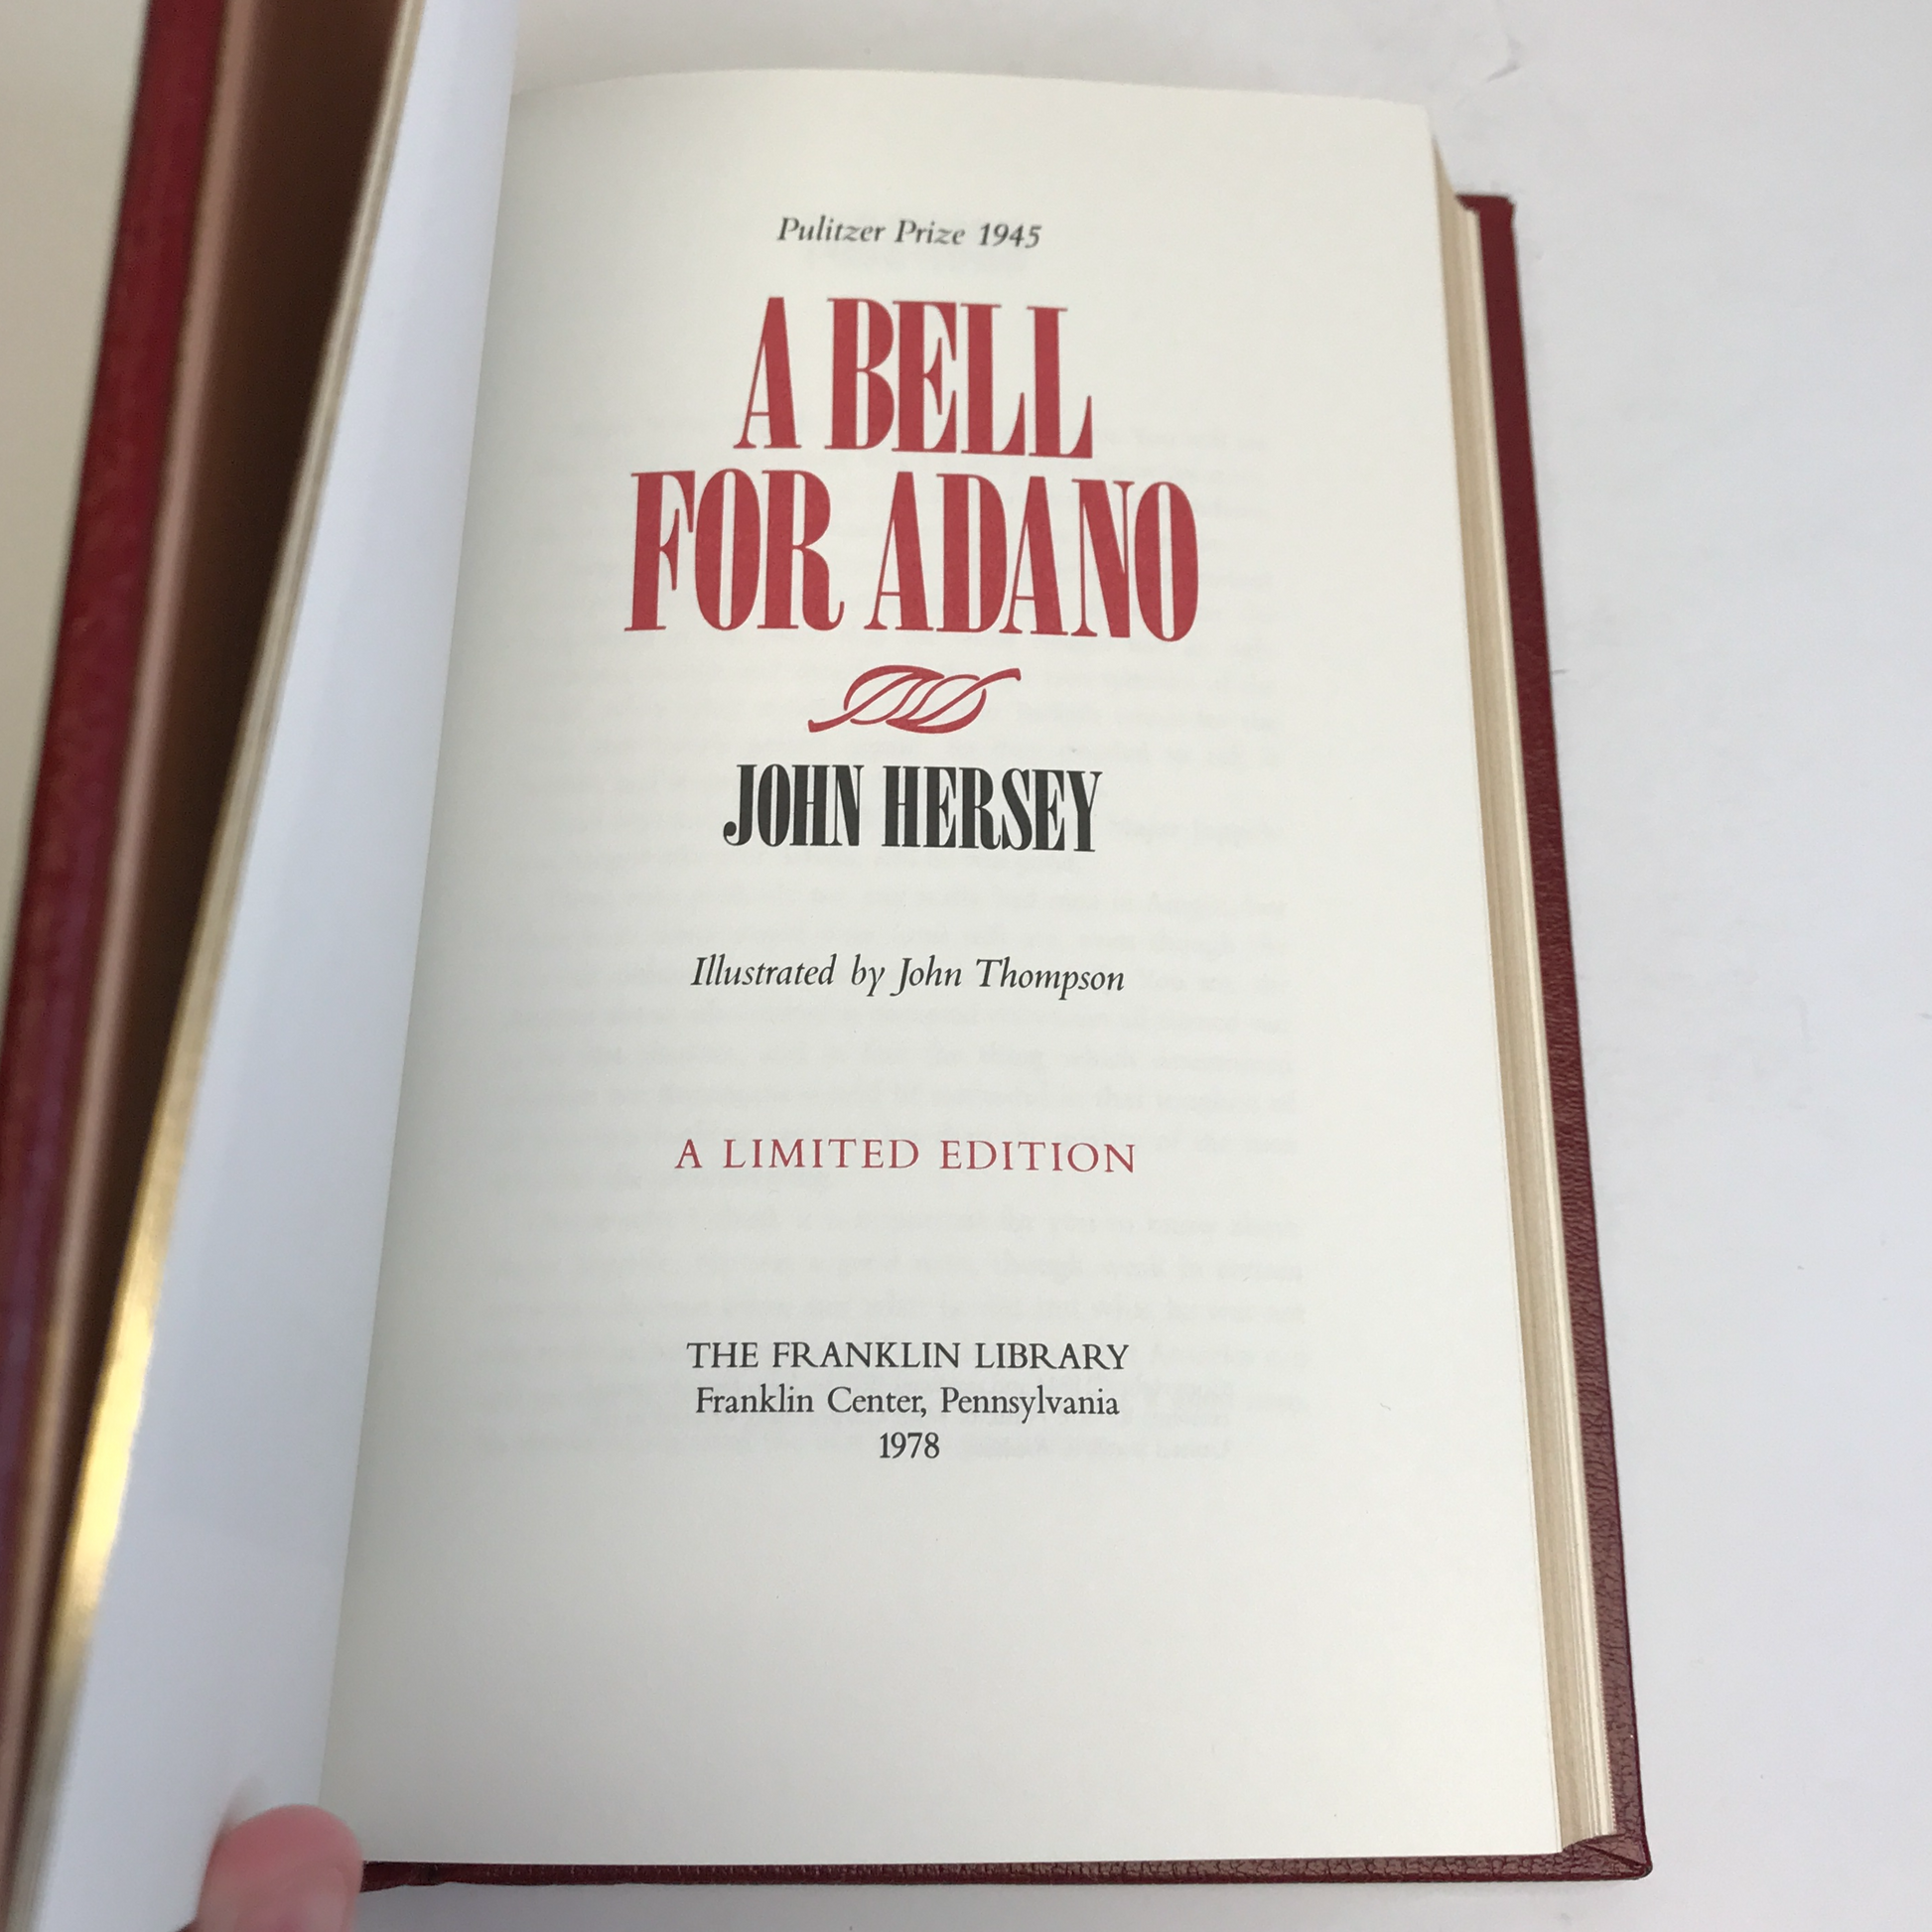 Pulitzer Prize 1945
A BELL
FOR ADANO
JOHN HERSEY
Illustrated by John Thompson
A LIMITED EDITION
THE FRANKLIN LIBRARY
Franklin Center, Pennsylvania
1978